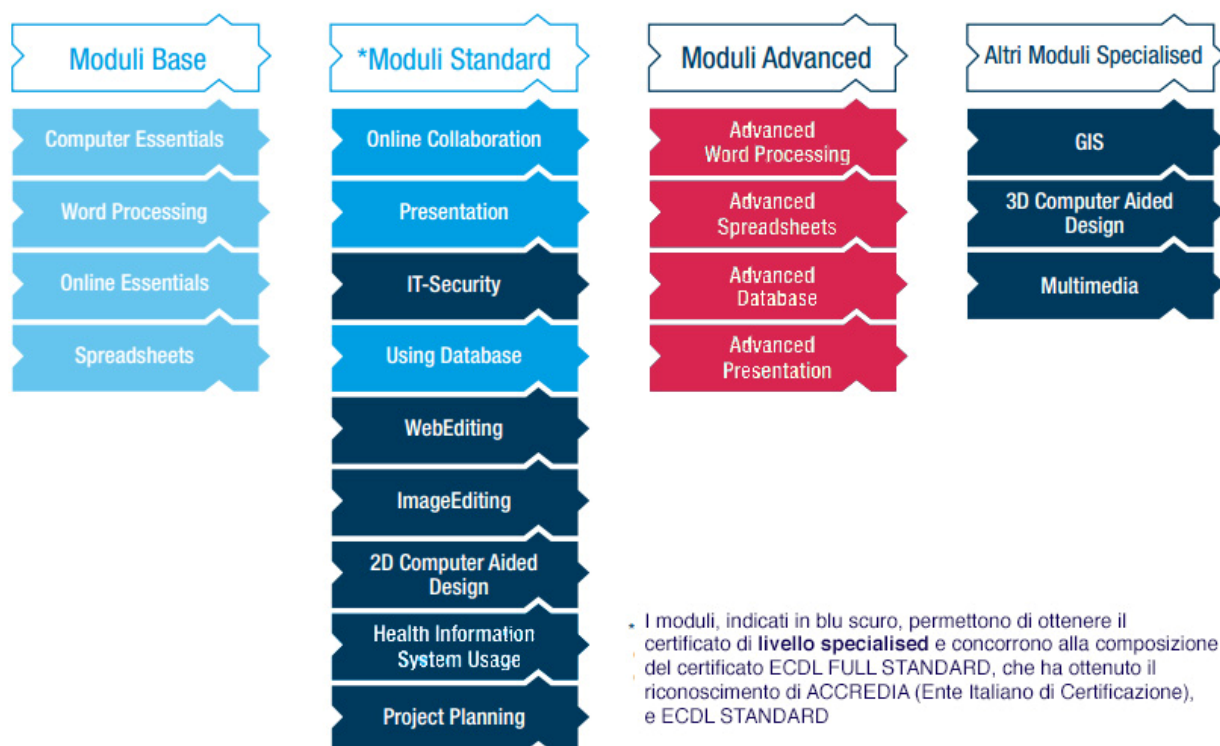 Moduli Base
Computer Essentials
Word Processing
Online Essentials
Spreadsheets
*Moduli Standard
Online Collaboration
Presentation
IT-Security
Using Database
WebEditing
ImageEditing
2D Computer Aided
Design
Health Information
System Usage
Project Planning
Moduli Advanced
Advanced
Word Processing
Advanced
Spreadsheets
Advanced
Database
Advanced
Presentation
Altri Moduli Specialised
GIS
3D Computer Aided
Design
Multimedia
* I moduli, indicati in blu scuro, permettono di ottenere il
certificato di livello specialised e concorrono alla composizione
del certificato ECDL FULL STANDARD, che ha ottenuto il
riconoscimento di ACCREDIA (Ente Italiano di Certificazione),
e ECDL STANDARD